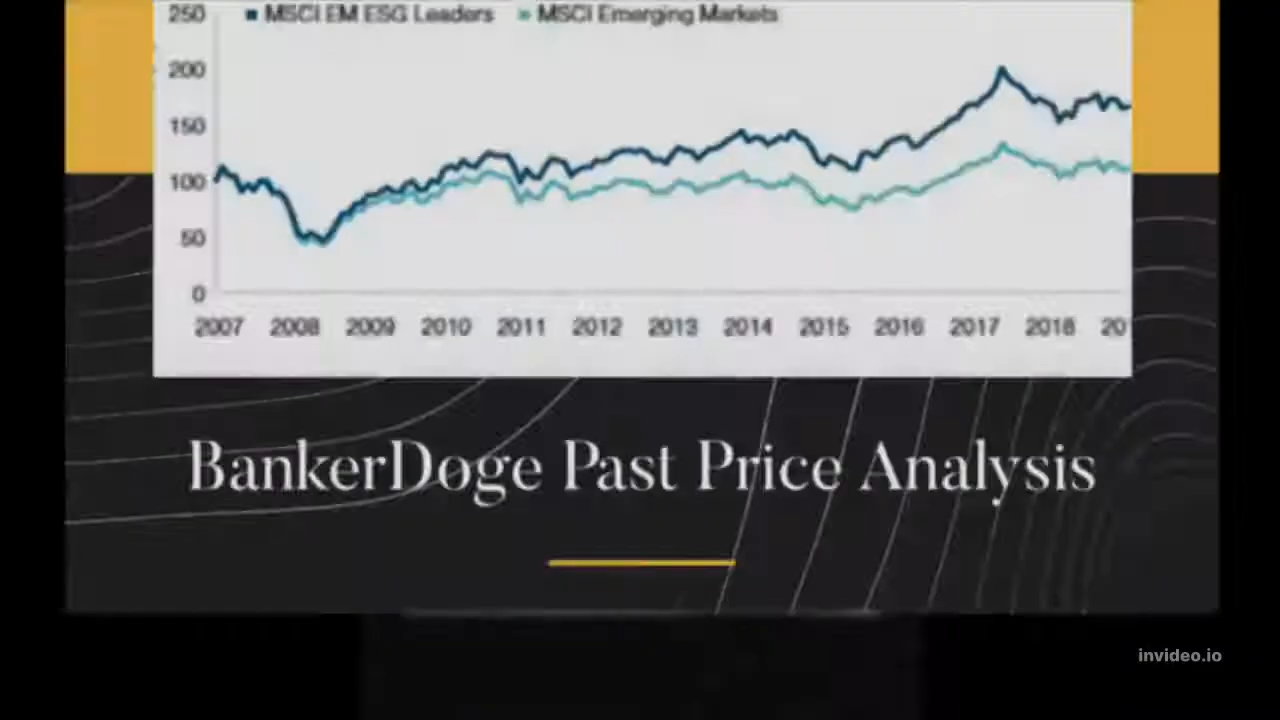 250 MSCI EM ESG Leaders MSCI Emerging Markets
200
150
100
50
0
2007 2008 2009 2010 2011 2012 2013 2014 2015 2016 2017 2018 201
BankerDoge Past Price Analysis
invideo.io